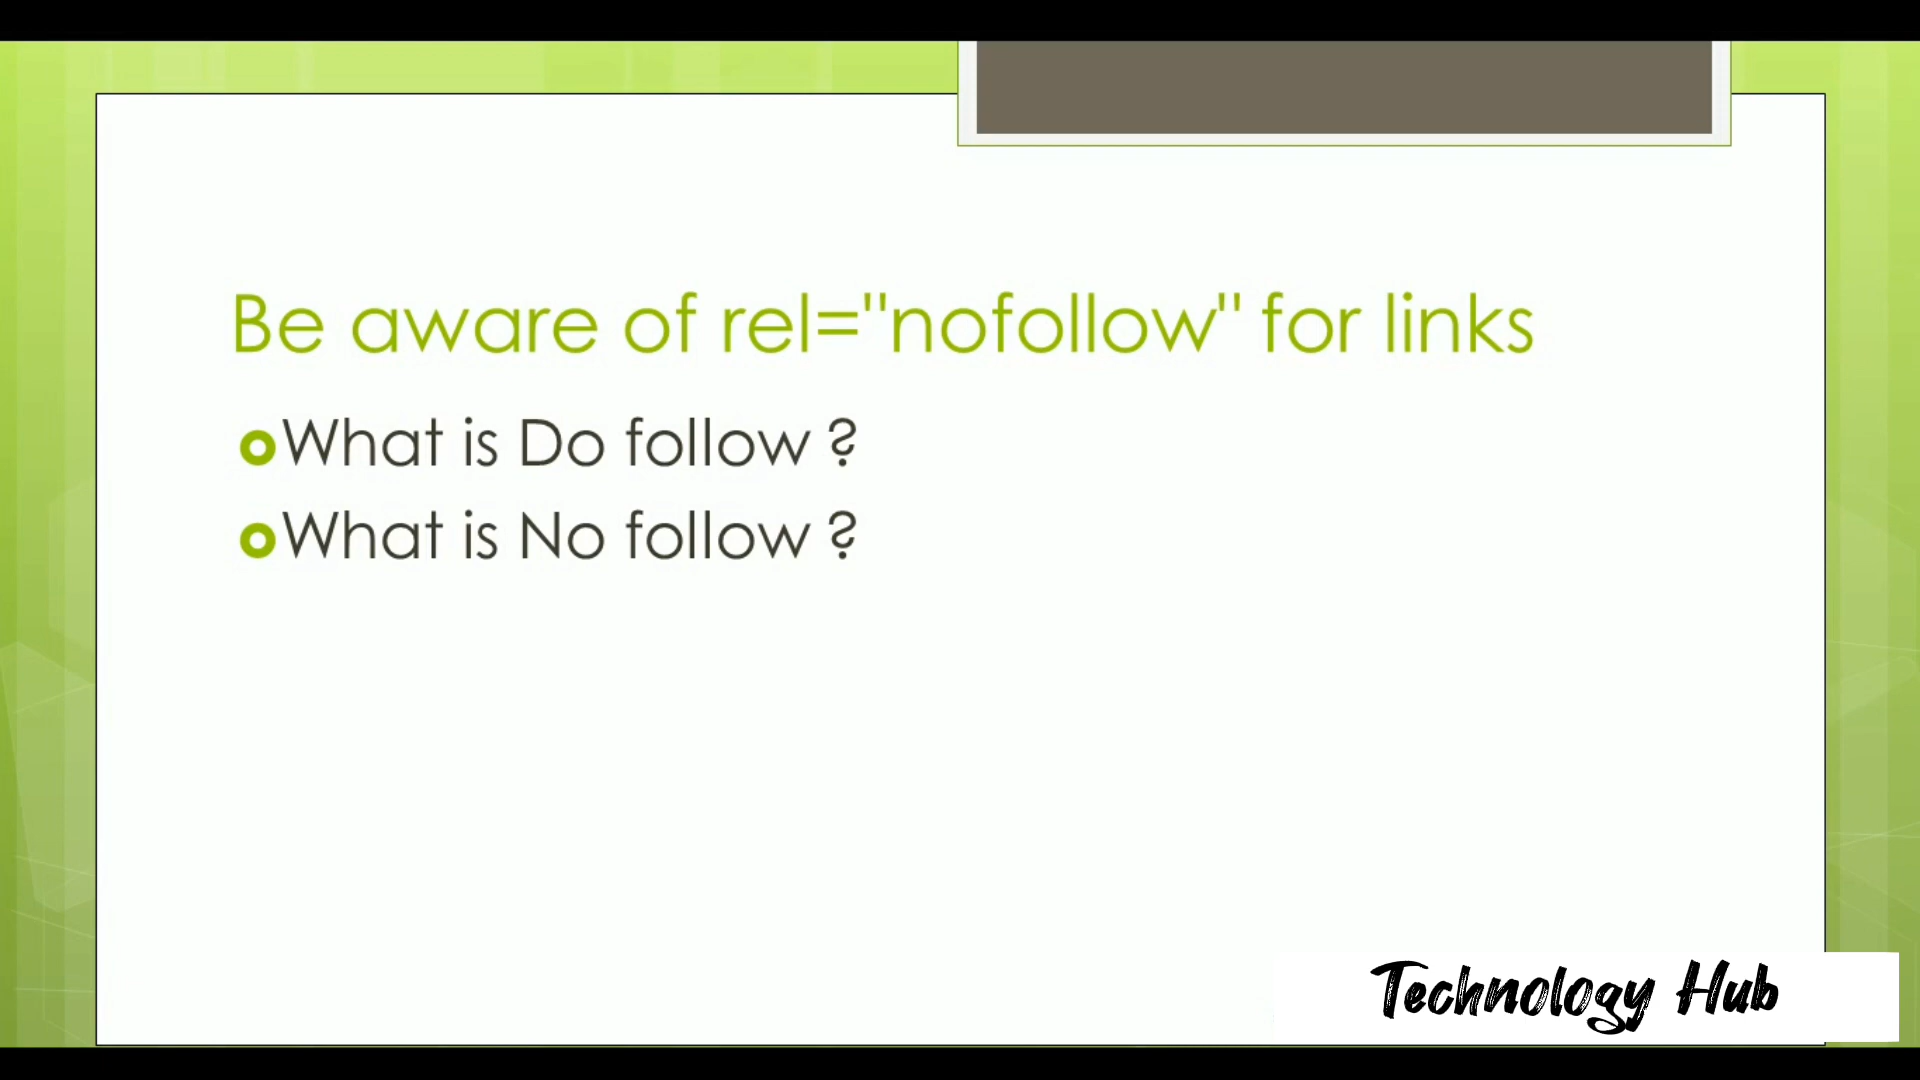 Be aware of rel="nofollow" for links
What is Do follow ?
What is No follow ?
Technology Hub